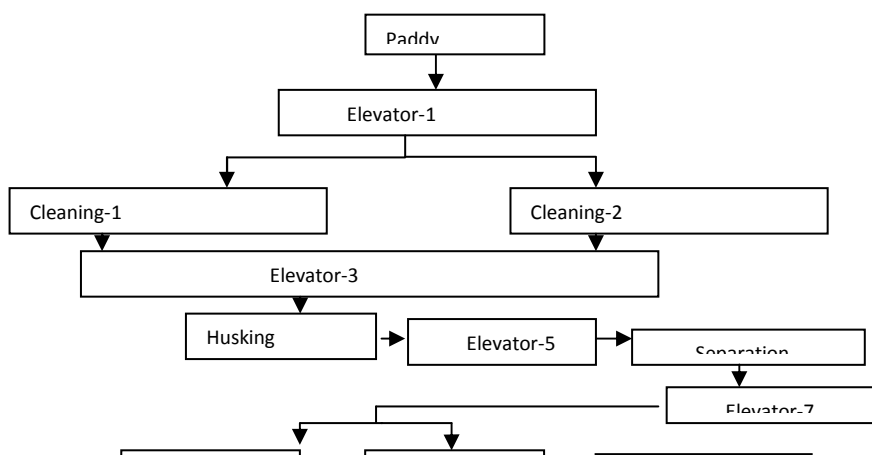 Paddy
Elevator-1
Cleaning-1
Cleaning-2
Elevator-3
Husking
Elevator-5
Separation
Elevator-7